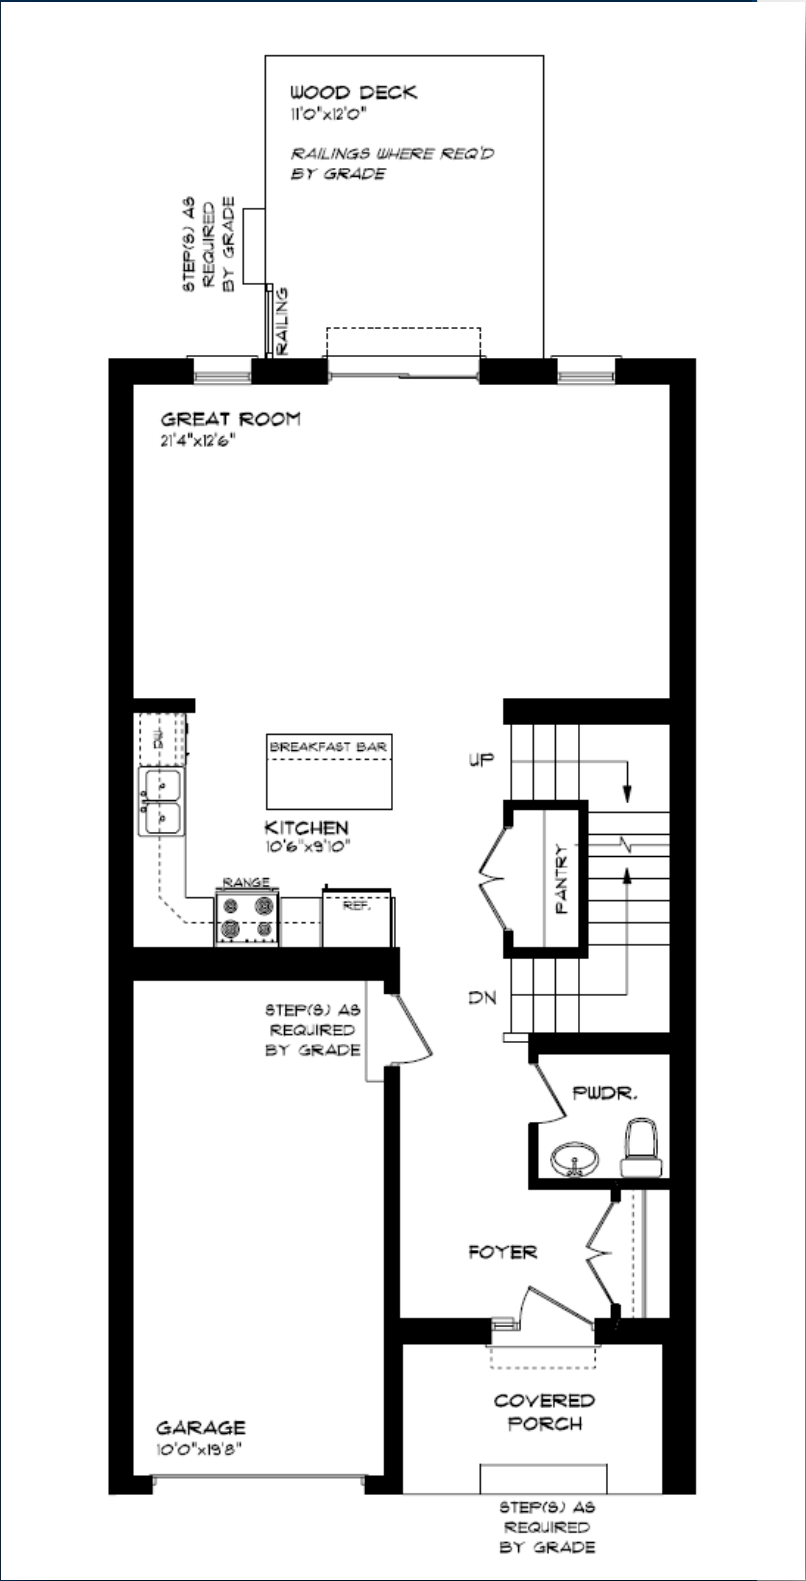 WOOD DECK
11'0"x12'0"
RAILINGS WHERE REQ'D
BY GRADE
STEP(S) AS
REQUIRED
BY GRADE
RAILING
GREAT ROOM
21'4"x12'6"
DW
BREAKFAST BAR
UP
KITCHEN
10'6"x9'10"
PANTRY
RANGE
REF.
DN
STEP(S) AS
REQUIRED
BY GRADE
PWDR.
FOYER
COVERED
PORCH
GARAGE
10'0"x19'8"
STEP(S) AS
REQUIRED
BY GRADE